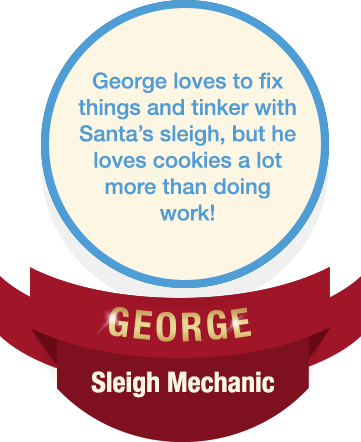 George loves to fix
things and tinker with
Santa's sleigh, but he
loves cookies a lot
more than doing
work!
GEORGE
Sleigh Mechanic